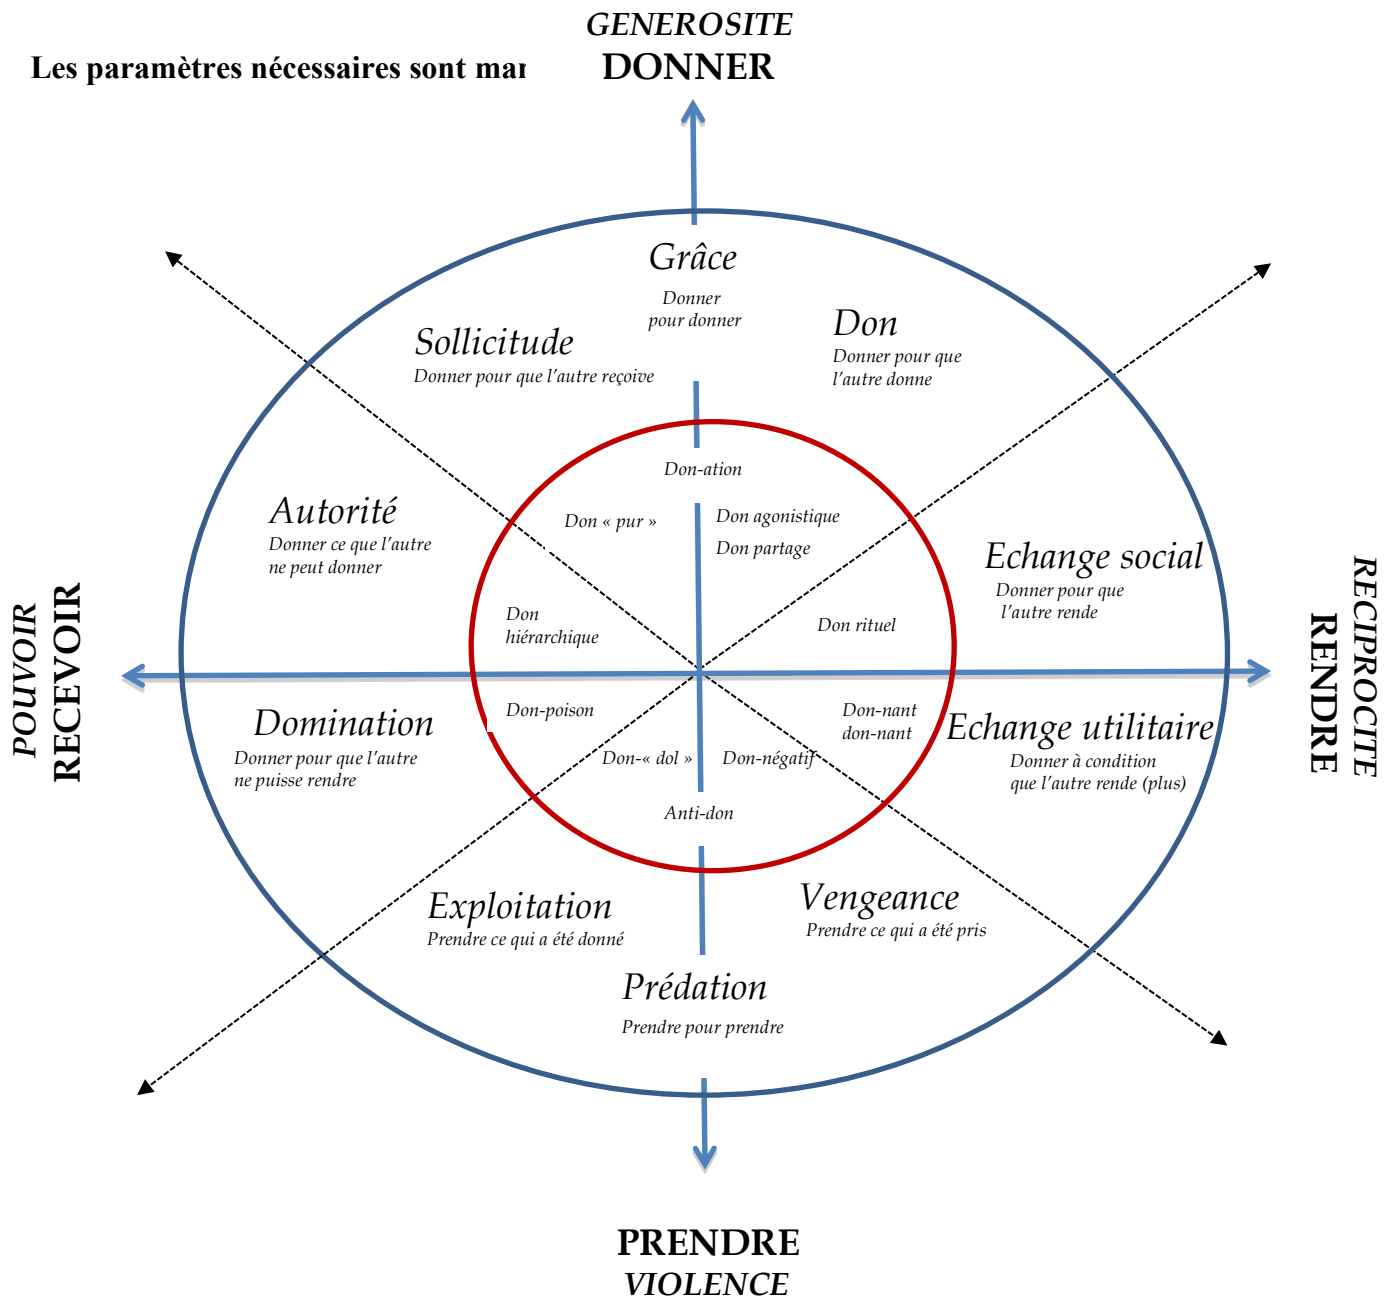 GENEROSITE
DONNER
Les paramètres nécessaires sont
Grâce
Donner
pour donner
Don
Donner pour que
l'autre donne
Sollicitude
Donner pour que l'autre reçoive
Don-ation
Don « pur »
Don agonistique
Don partage
Autorité
Donner ce que l'autre
ne peut donner
Echange social
Donner pour que
l'autre rende
Don
hiérarchique
Don rituel
POUVOIR
RECEVOIR
RECIPROCITE
RENDRE
Domination
Donner pour que l'autre
ne puisse rendre
Don-poison
Don-« dol »
Don-négatif
Don-nant
don-nant
Echange utilitaire
Donner à condition
que l'autre rende (plus)
Anti-don
Exploitation
Prendre ce qui a été donné
Vengeance
Prendre ce qui a été pris
Prédation
Prendre pour prendre
PRENDRE
VIOLENCE